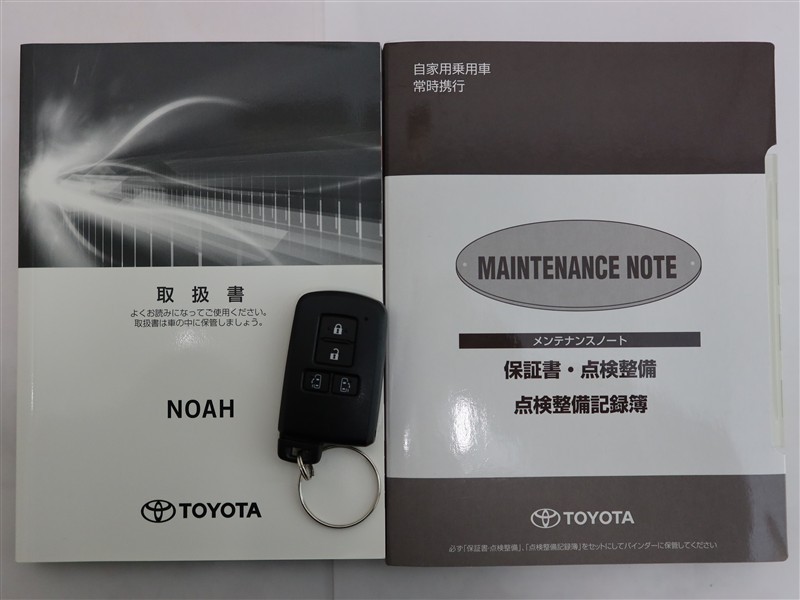 取扱書
よくお読みになってご使用ください。
取扱書は車の中に保管しましょう。
NOAH
TOYOTA
自家用乗用車
常時携行
MAINTENANCE NOTE
メンテナンスノート
保証書・点検整備
点検整備記録簿
TOYOTA
必ず「保証書・点検整備」、「点検整備記録簿」をセットにしてバインダーに保管してください